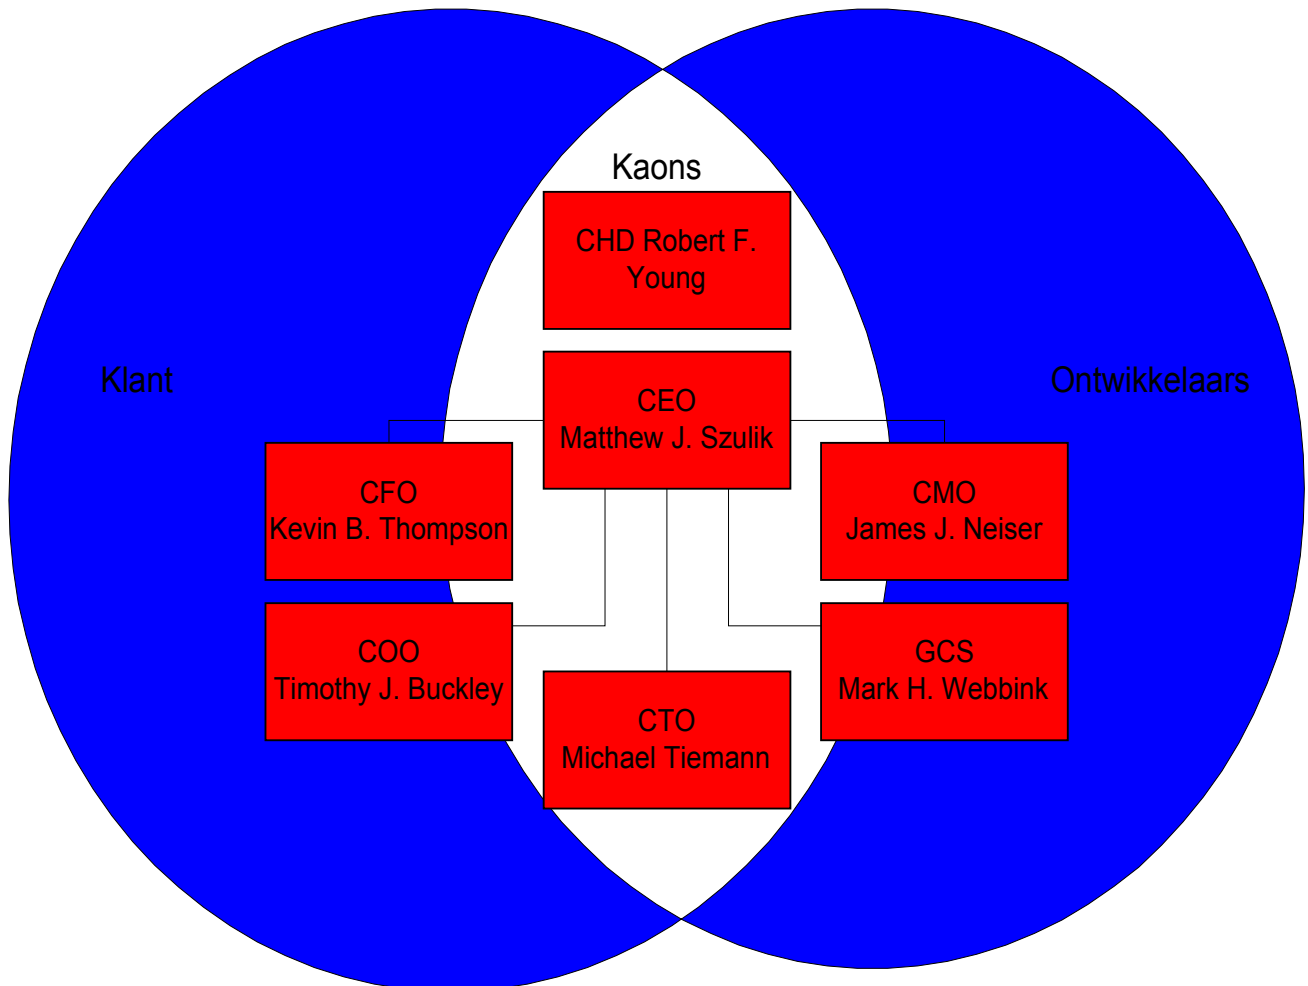 Kaons
CHD Robert F.
Young
Klant
Ontwikkelaars
CEO
Matthew J. Szulik
CFO
Kevin B. Thompson
CMO
James J. Neiser
COO
Timothy J. Buckley
GCS
Mark H. Webbink
CTO
Michael Tiemann